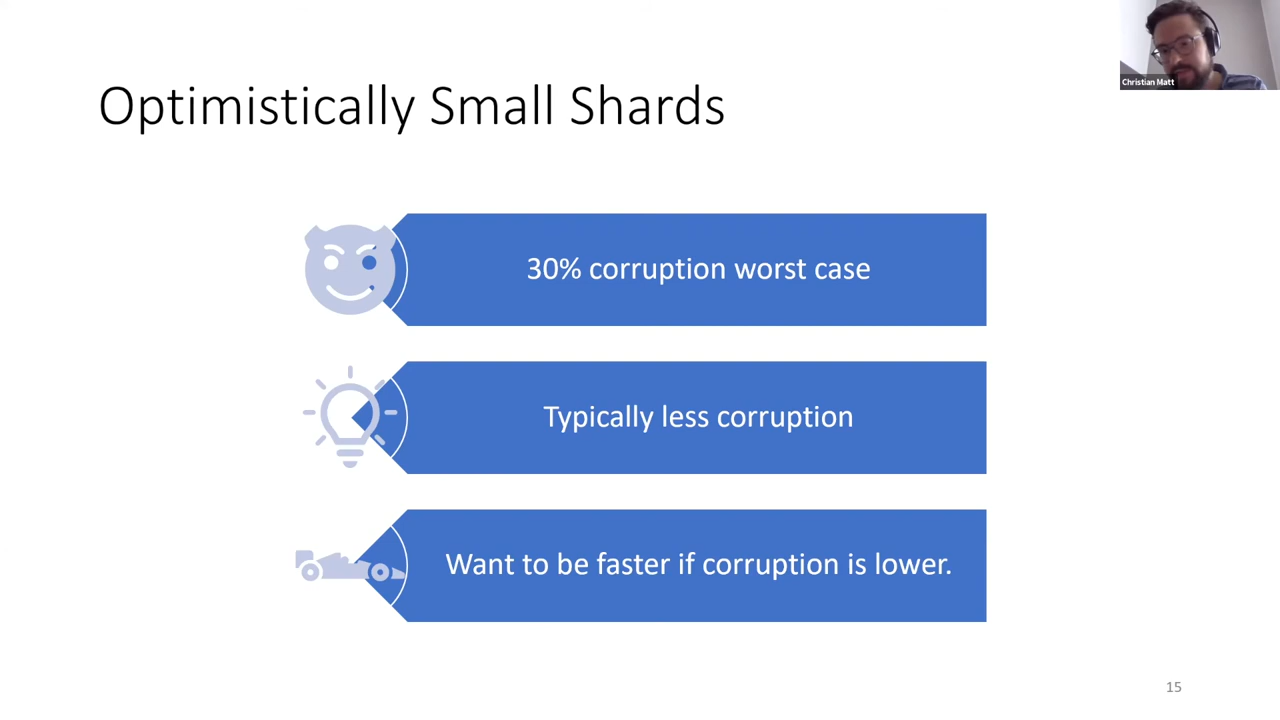 Christian Matt
Optimistically Small Shards
30% corruption worst case
Typically less corruption
Want to be faster if corruption is lower.
15